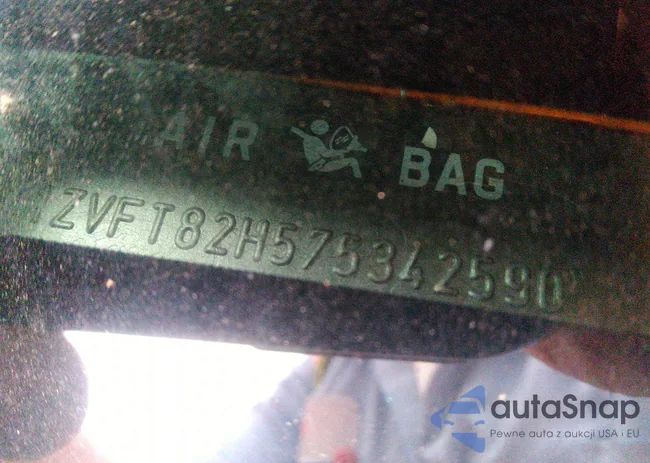 AIR BAG
ZVFT82H575342590
autaSnap
Pewne auta z aukcji USA i EU